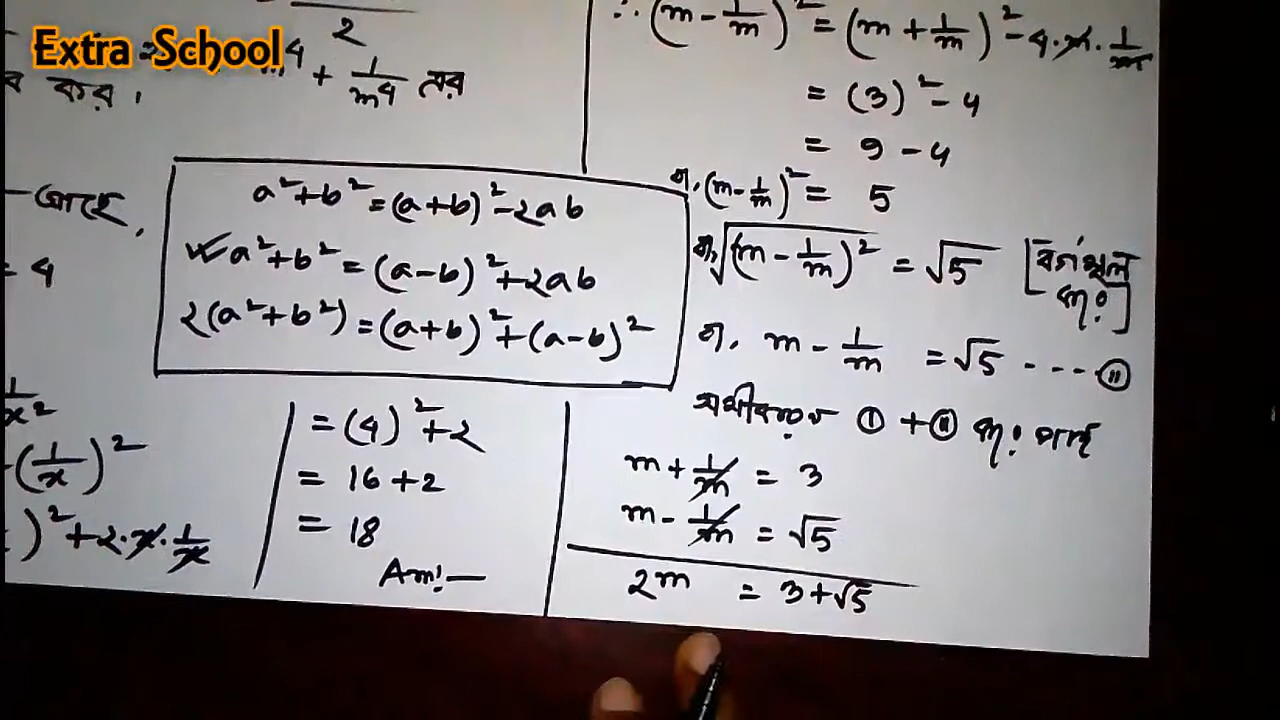 Extra School
2
4 + 1/m⁴ এর
কর।
আছে,
= 4
1/x²
(1/x)²
)² + 2·x·1/x
a² + b² = (a+b)² - 2ab
✓ a² + b² = (a-b)² + 2ab
2(a² + b²) = (a+b)² + (a-b)²
= (4)² + 2
= 16 + 2
= 18
Ans:—
∴ (m - 1/m)² = (m + 1/m)² - 4·m·1/m
= (3)² - 4
= 9 - 4
বা, (m - 1/m)² = 5
বা, √(m - 1/m)² = √5 [বর্গমূল করে]
বা, m - 1/m = √5 ---- (ii)
সমীকরণ (i) + (ii) করে পাই
m + 1/m = 3
m - 1/m = √5
2m = 3 + √5